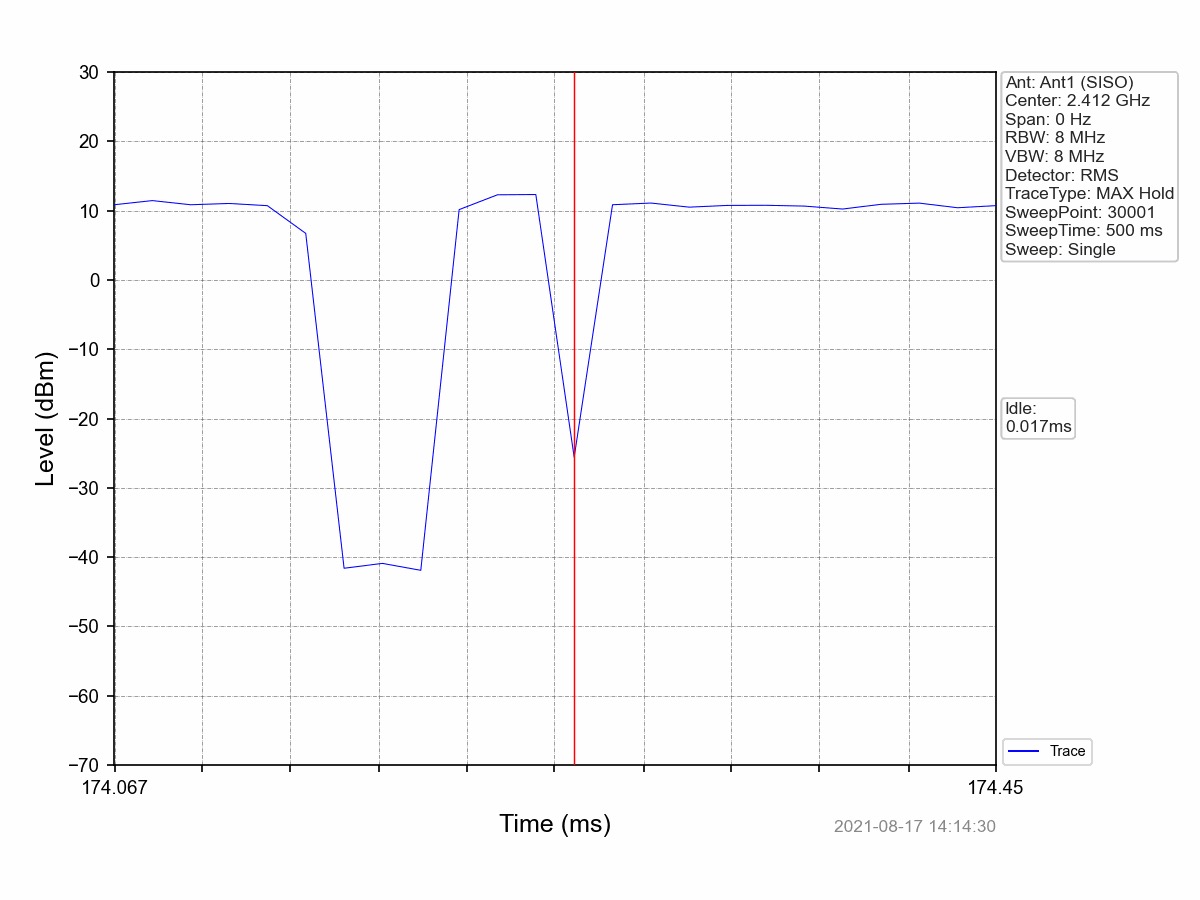 30
20
10
0
−10
−20
−30
−40
−50
−60
−70
Level (dBm)
174.067
174.45
Time (ms)
2021-08-17 14:14:30
Ant: Ant1 (SISO)
Center: 2.412 GHz
Span: 0 Hz
RBW: 8 MHz
VBW: 8 MHz
Detector: RMS
TraceType: MAX Hold
SweepPoint: 30001
SweepTime: 500 ms
Sweep: Single
Idle:
0.017ms
Trace